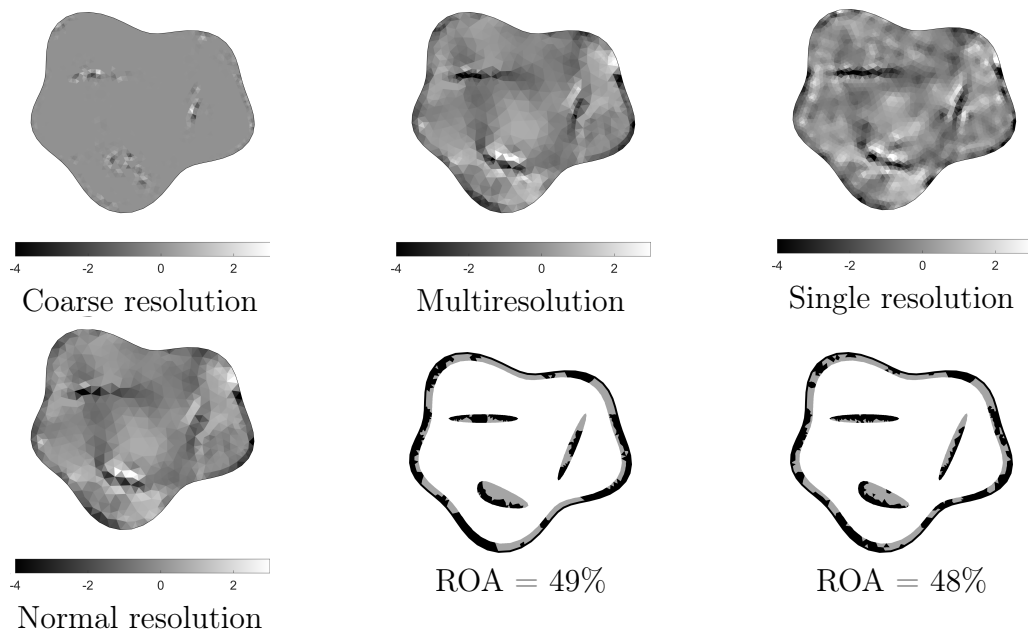 -4 -2 0 2
-4 -2 0 2
-4 -2 0 2
Coarse resolution
Multiresolution
Single resolution
-4 -2 0 2
Normal resolution
ROA = 49%
ROA = 48%